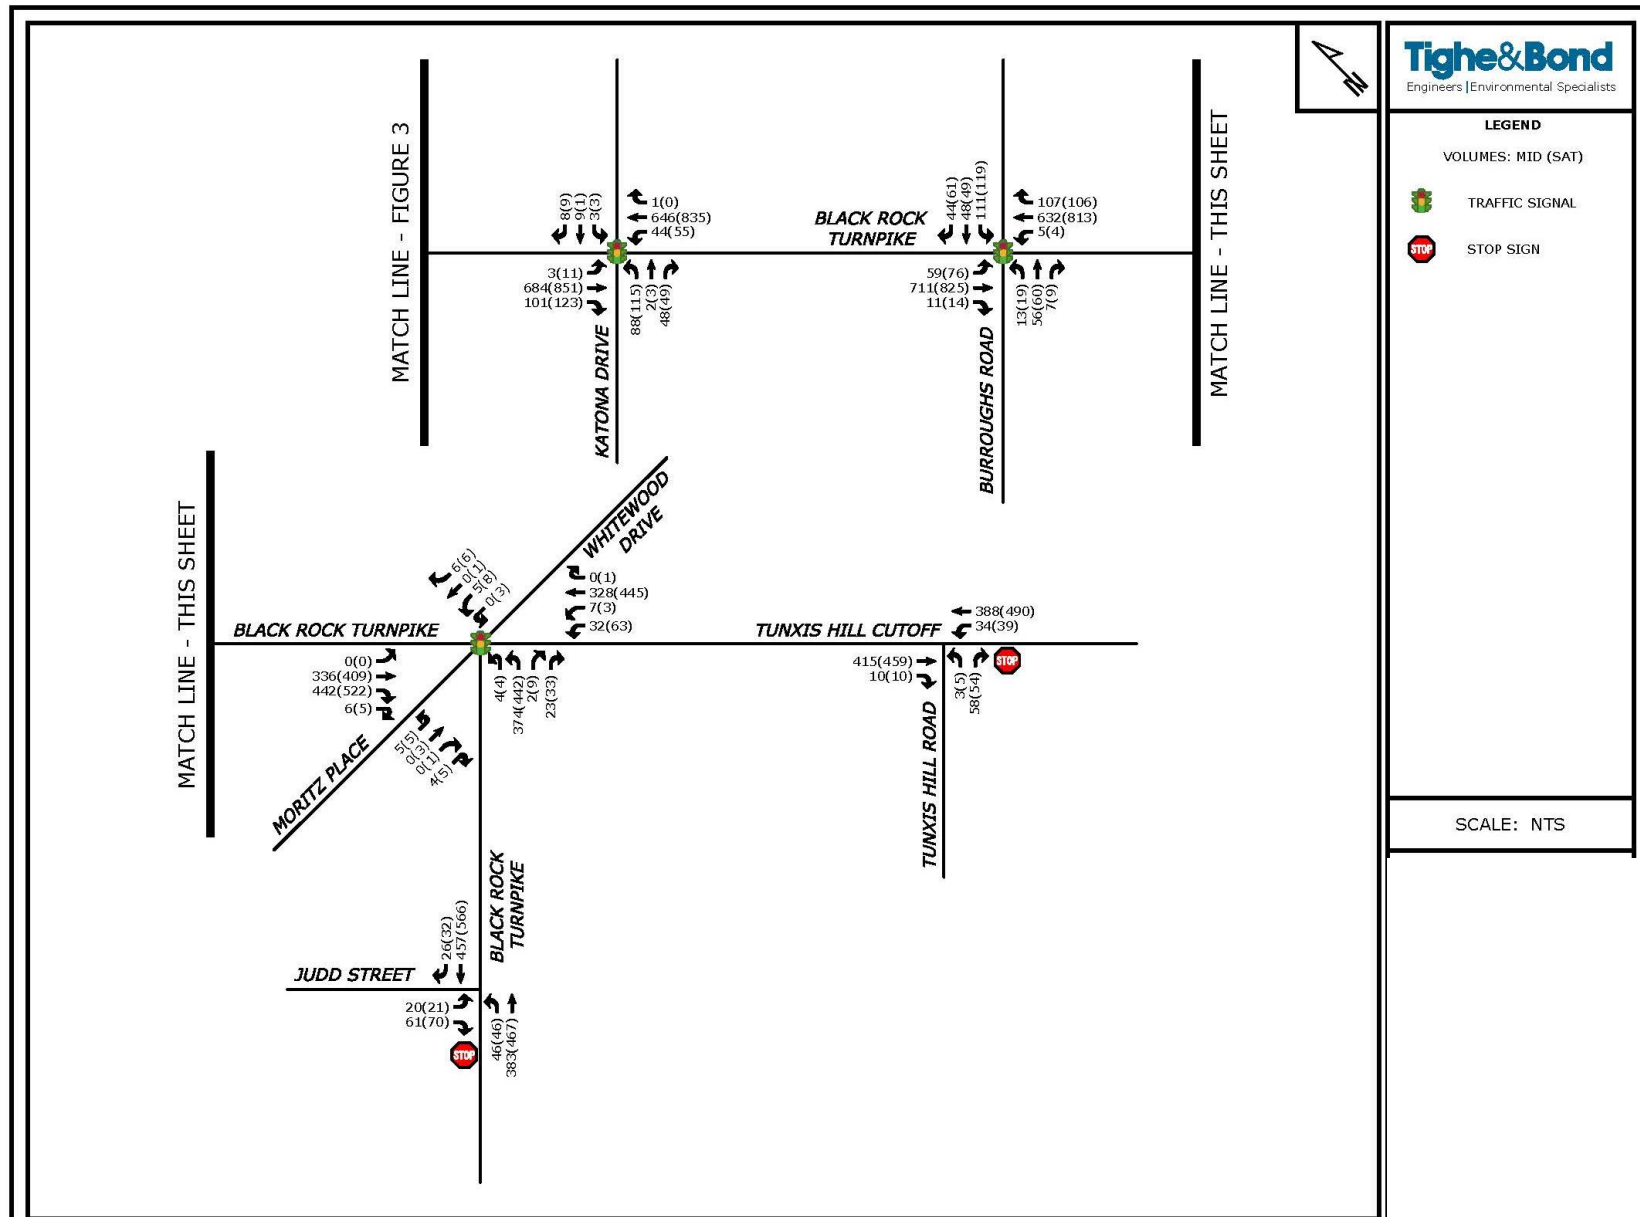 Tighe&Bond
Engineers | Environmental Specialists
LEGEND
VOLUMES: MID (SAT)
TRAFFIC SIGNAL
STOP
STOP SIGN
SCALE: NTS
N
MATCH LINE - FIGURE 3
8(9)
9(1)
3(3)
1(0)
646(835)
44(55)
3(11)
684(851)
101(123)
88(115)
2(3)
48(49)
KATONA DRIVE
BLACK ROCK
TURNPIKE
44(61)
48(49)
111(119)
107(106)
632(813)
5(4)
59(76)
711(825)
11(14)
13(19)
56(60)
7(9)
BURROUGHS ROAD
MATCH LINE - THIS SHEET
MATCH LINE - THIS SHEET
BLACK ROCK TURNPIKE
6(6)
0(1)
5(8)
0(3)
WHITEWOOD
DRIVE
0(1)
328(445)
7(3)
32(63)
0(0)
336(409)
442(522)
6(5)
4(4)
374(442)
2(9)
23(33)
5(5)
0(3)
0(1)
4(5)
MORITZ PLACE
TUNXIS HILL CUTOFF
388(490)
34(39)
415(459)
10(10)
3(5)
58(54)
STOP
TUNXIS HILL ROAD
BLACK ROCK
TURNPIKE
26(32)
457(566)
JUDD STREET
20(21)
61(70)
46(46)
383(467)
STOP